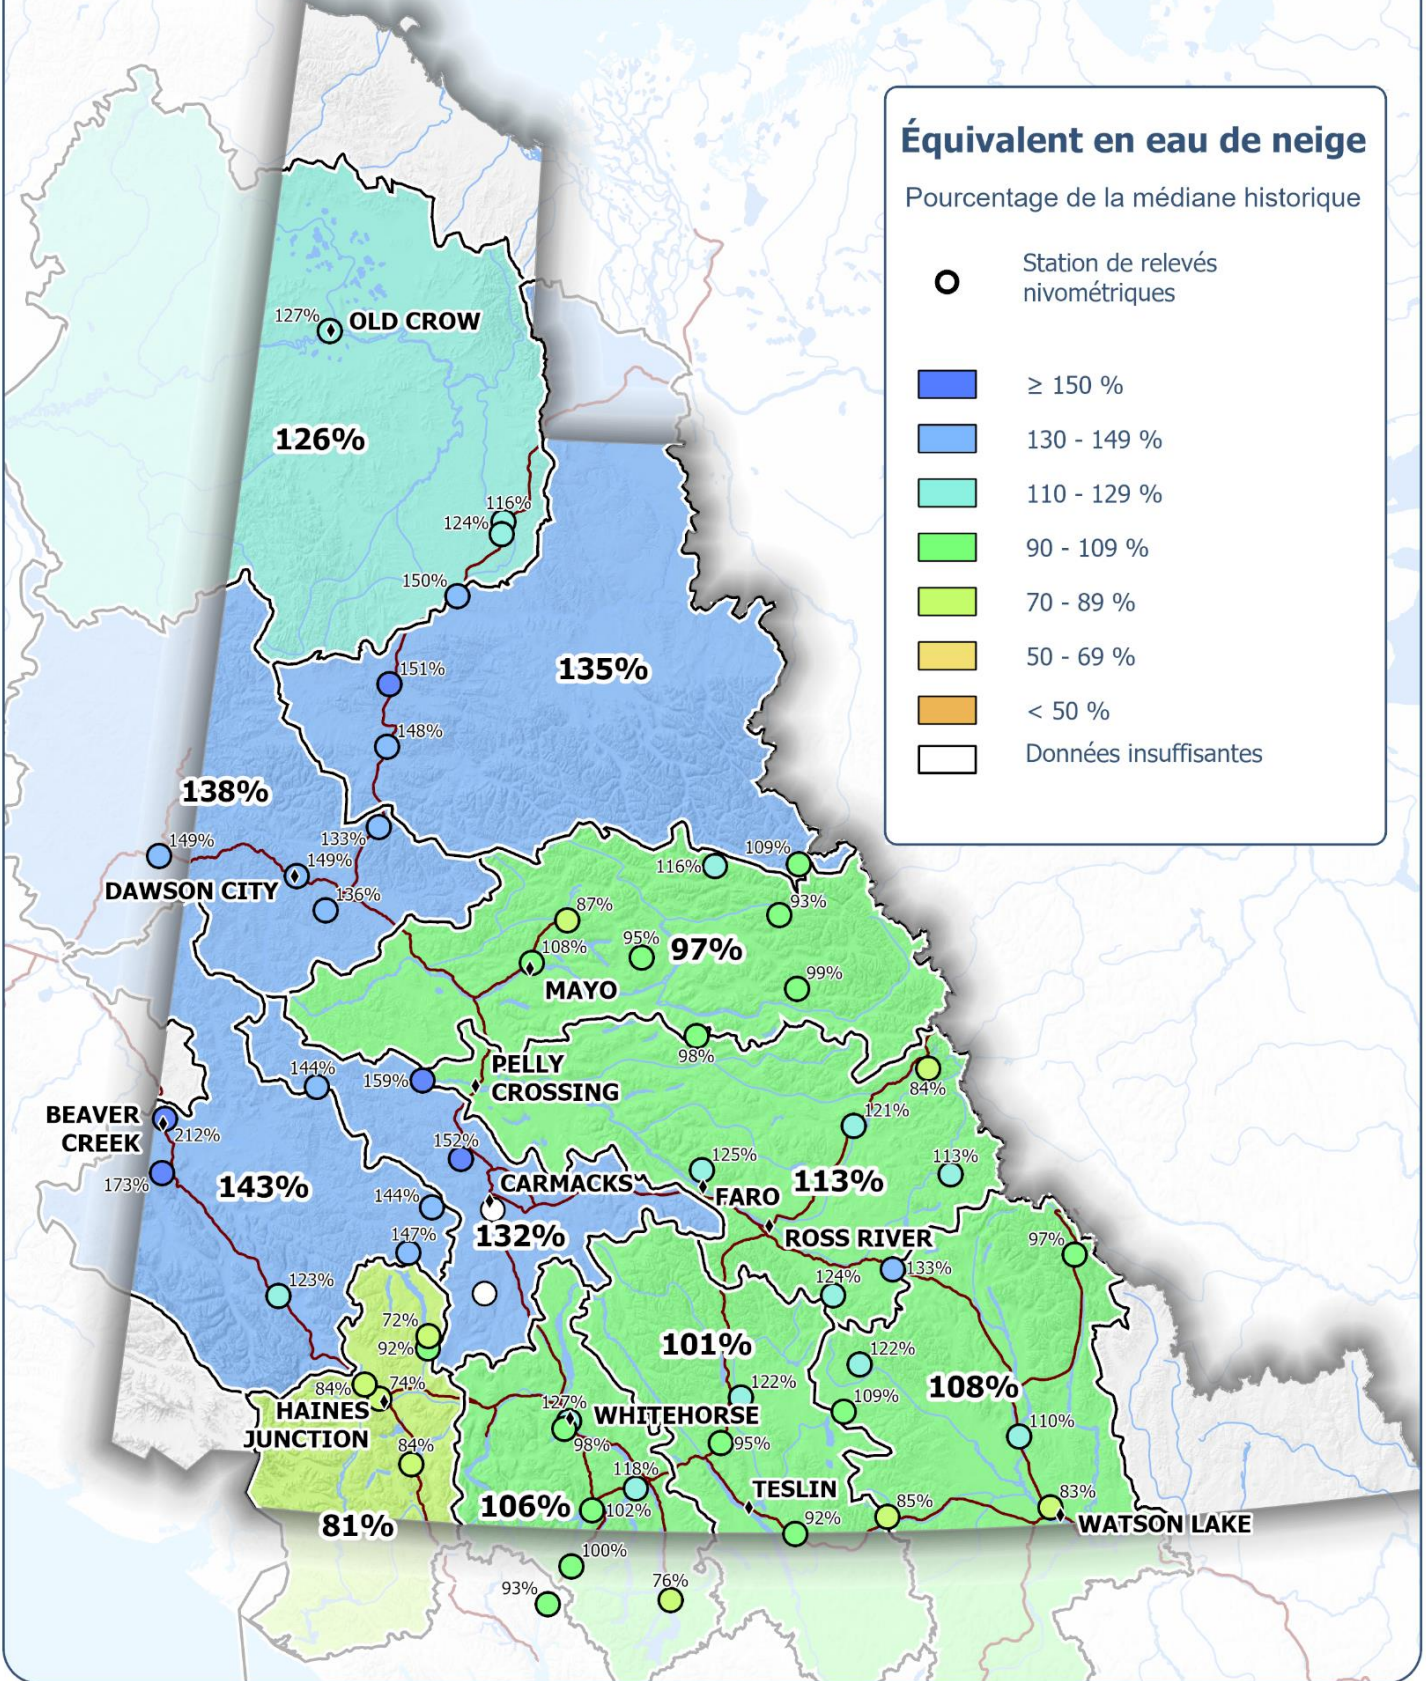 Équivalent en eau de neige
Pourcentage de la médiane historique
Station de relevés
nivométriques
≥ 150 %
130 - 149 %
110 - 129 %
90 - 109 %
70 - 89 %
50 - 69 %
< 50 %
Données insuffisantes
127%
OLD CROW
126%
116%
124%
150%
135%
151%
148%
138%
133%
149%
149%
DAWSON CITY
136%
116%
109%
87%
93%
95%
97%
108%
99%
MAYO
98%
PELLY
CROSSING
144%
159%
84%
BEAVER
CREEK
212%
121%
152%
125%
113%
173%
143%
CARMACKS
113%
FARO
144%
132%
147%
ROSS RIVER
97%
133%
124%
123%
72%
92%
101%
122%
108%
84%
74%
HAINES
JUNCTION
122%
109%
127%
WHITEHORSE
98%
95%
110%
84%
118%
TESLIN
106%
102%
92%
85%
83%
WATSON LAKE
81%
100%
93%
76%